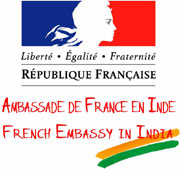 Liberté • Égalité • Fraternité
RÉPUBLIQUE FRANÇAISE
AMBASSADE DE FRANCE EN INDE
FRENCH EMBASSY IN INDIA